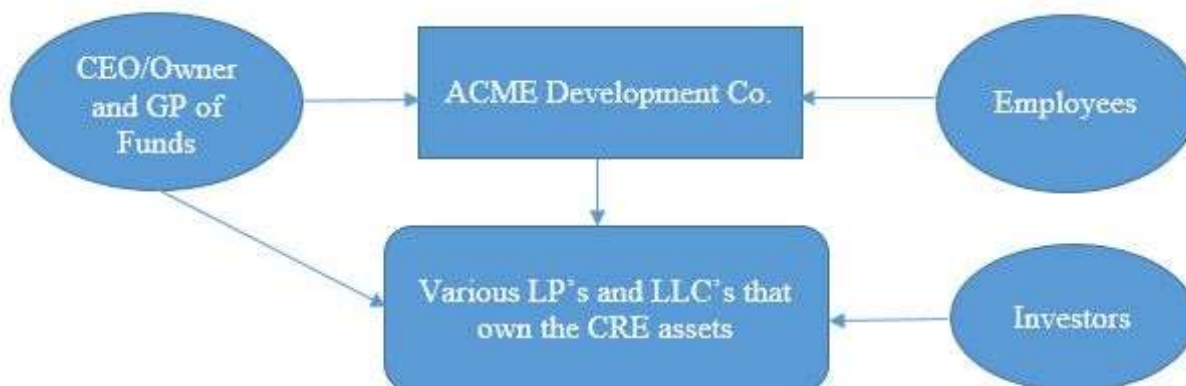 CEO/Owner
and GP of
Funds
ACME Development Co.
Employees
Various LP’s and LLC’s that
own the CRE assets
Investors